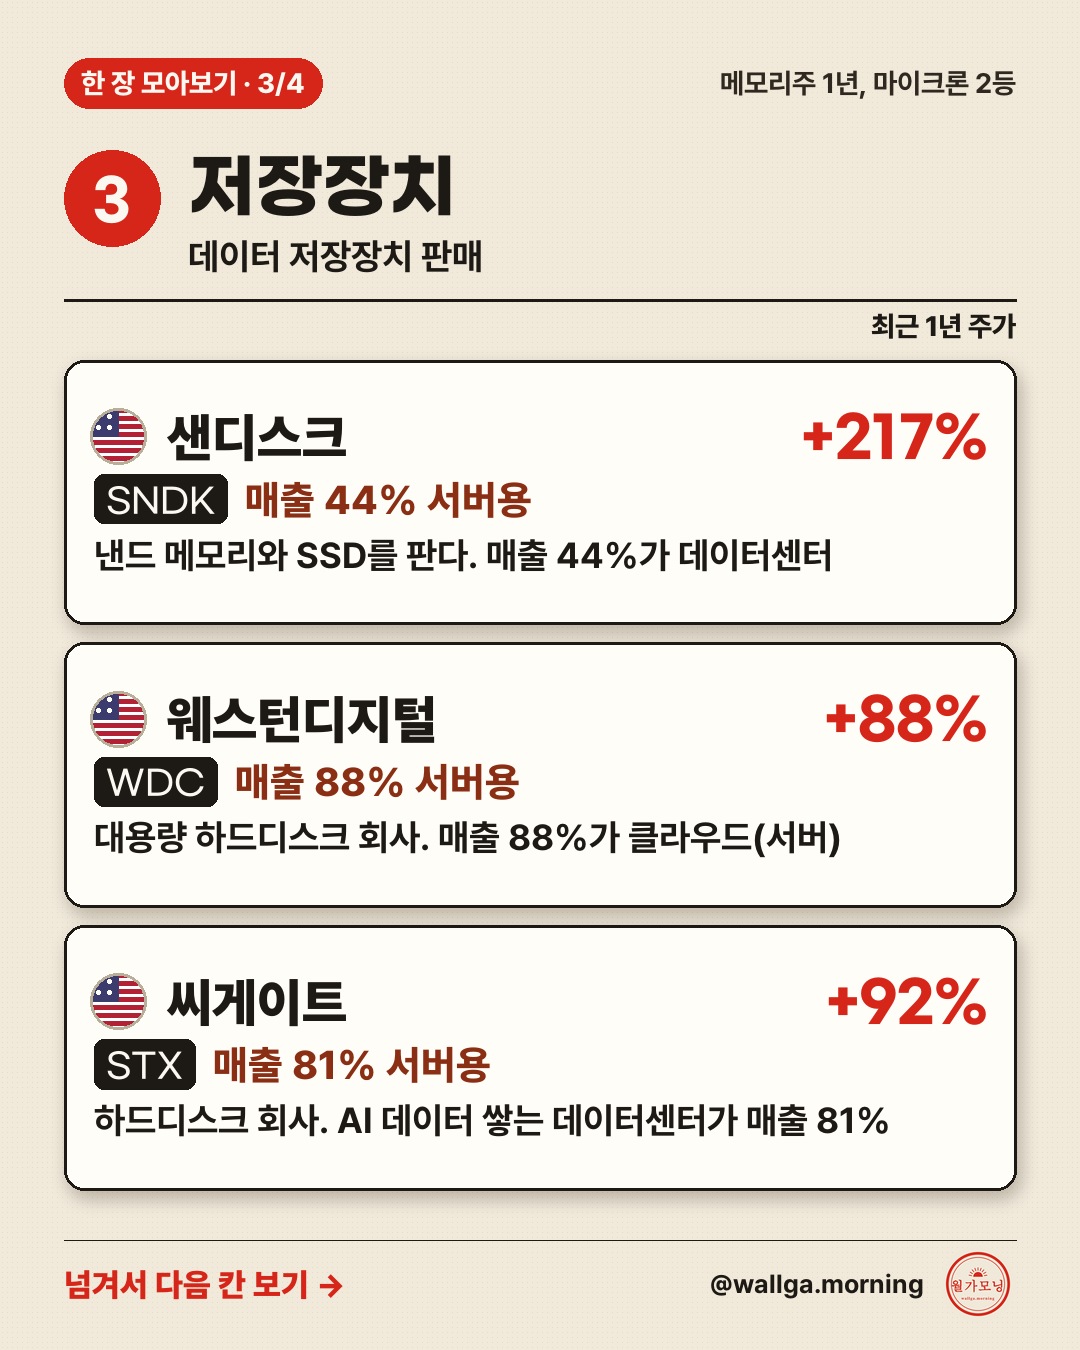 한 장 모아보기 · 3/4
메모리주 1년, 마이크론 2등
3
저장장치
데이터 저장장치 판매
최근 1년 주가
샌디스크
+217%
SNDK 매출 44% 서버용
낸드 메모리와 SSD를 판다. 매출 44%가 데이터센터
웨스턴디지털
+88%
WDC 매출 88% 서버용
대용량 하드디스크 회사. 매출 88%가 클라우드(서버)
씨게이트
+92%
STX 매출 81% 서버용
하드디스크 회사. AI 데이터 쌓는 데이터센터가 매출 81%
넘겨서 다음 칸 보기 →
@wallga.morning
월가모닝
wallga.morning